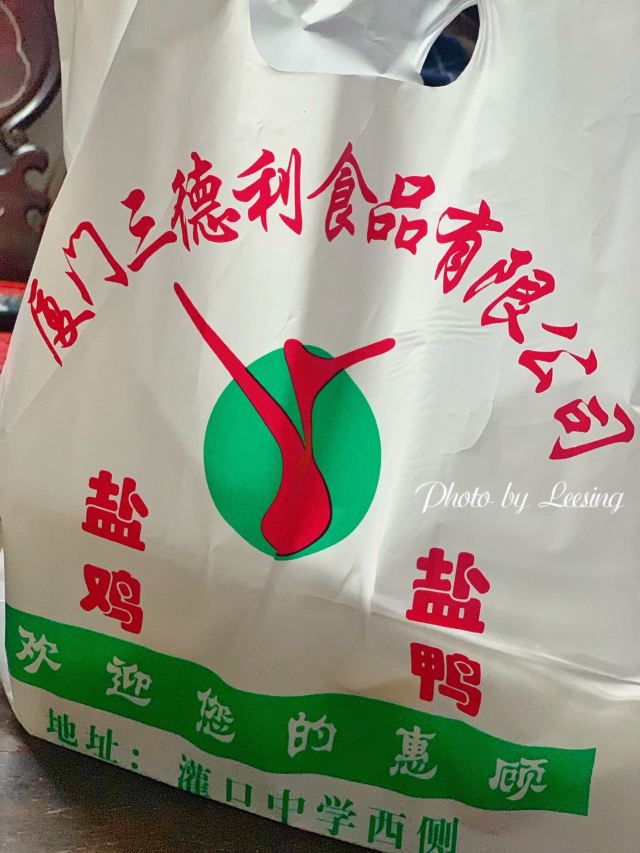 厦门三德利食品有限公司
Photo by Leesing
盐鸡
盐鸭
欢迎您的惠顾
地址：灌口中学西侧